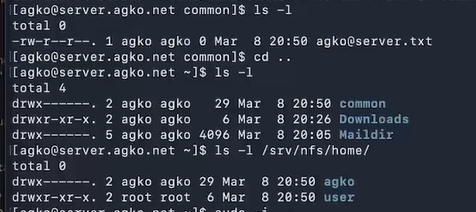 [agko@server.agko.net common]$ ls -l
total 0
-rw-r--r--. 1 agko agko 0 Mar  8 20:50 agko@server.txt
[agko@server.agko.net common]$ cd ..
[agko@server.agko.net ~]$ ls -l
total 4
drwx------. 2 agko agko   29 Mar  8 20:50 common
drwxr-xr-x. 2 agko agko    6 Mar  8 20:26 Downloads
drwx------. 5 agko agko 4096 Mar  8 20:05 Maildir
[agko@server.agko.net ~]$ ls -l /srv/nfs/home/
total 0
drwx------. 2 agko agko 29 Mar  8 20:50 agko
drwxr-xr-x. 2 root root  6 Mar  8 20:50 user